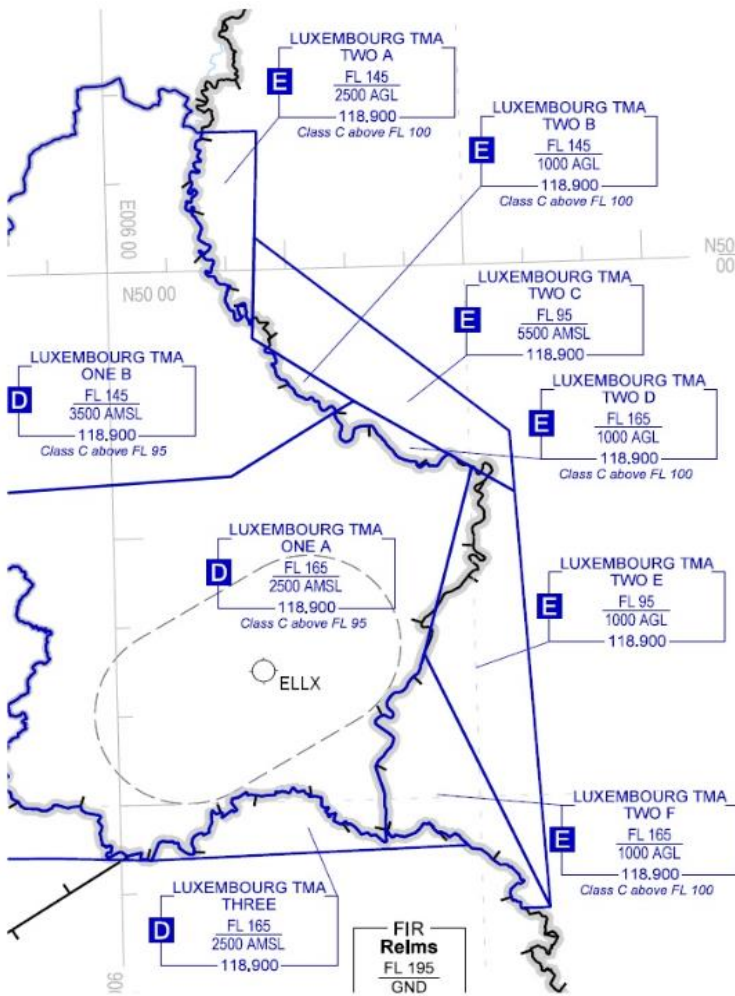 LUXEMBOURG TMA
TWO A
E
FL 145
2500 AGL
118.900
Class C above FL 100
LUXEMBOURG TMA
TWO B
E
FL 145
1000 AGL
118.900
Class C above FL 100
E006 00
N50 00
N50
00
LUXEMBOURG TMA
TWO C
E
FL 95
5500 AMSL
118.900
LUXEMBOURG TMA
ONE B
D
FL 145
3500 AMSL
118.900
Class C above FL 95
LUXEMBOURG TMA
TWO D
E
FL 165
1000 AGL
118.900
Class C above FL 100
LUXEMBOURG TMA
ONE A
D
FL 165
2500 AMSL
118.900
Class C above FL 95
LUXEMBOURG TMA
TWO E
E
FL 95
1000 AGL
118.900
ELLX
LUXEMBOURG TMA
TWO F
E
FL 165
1000 AGL
118.900
Class C above FL 100
LUXEMBOURG TMA
THREE
D
FL 165
2500 AMSL
118.900
FIR
Reims
FL 195
GND